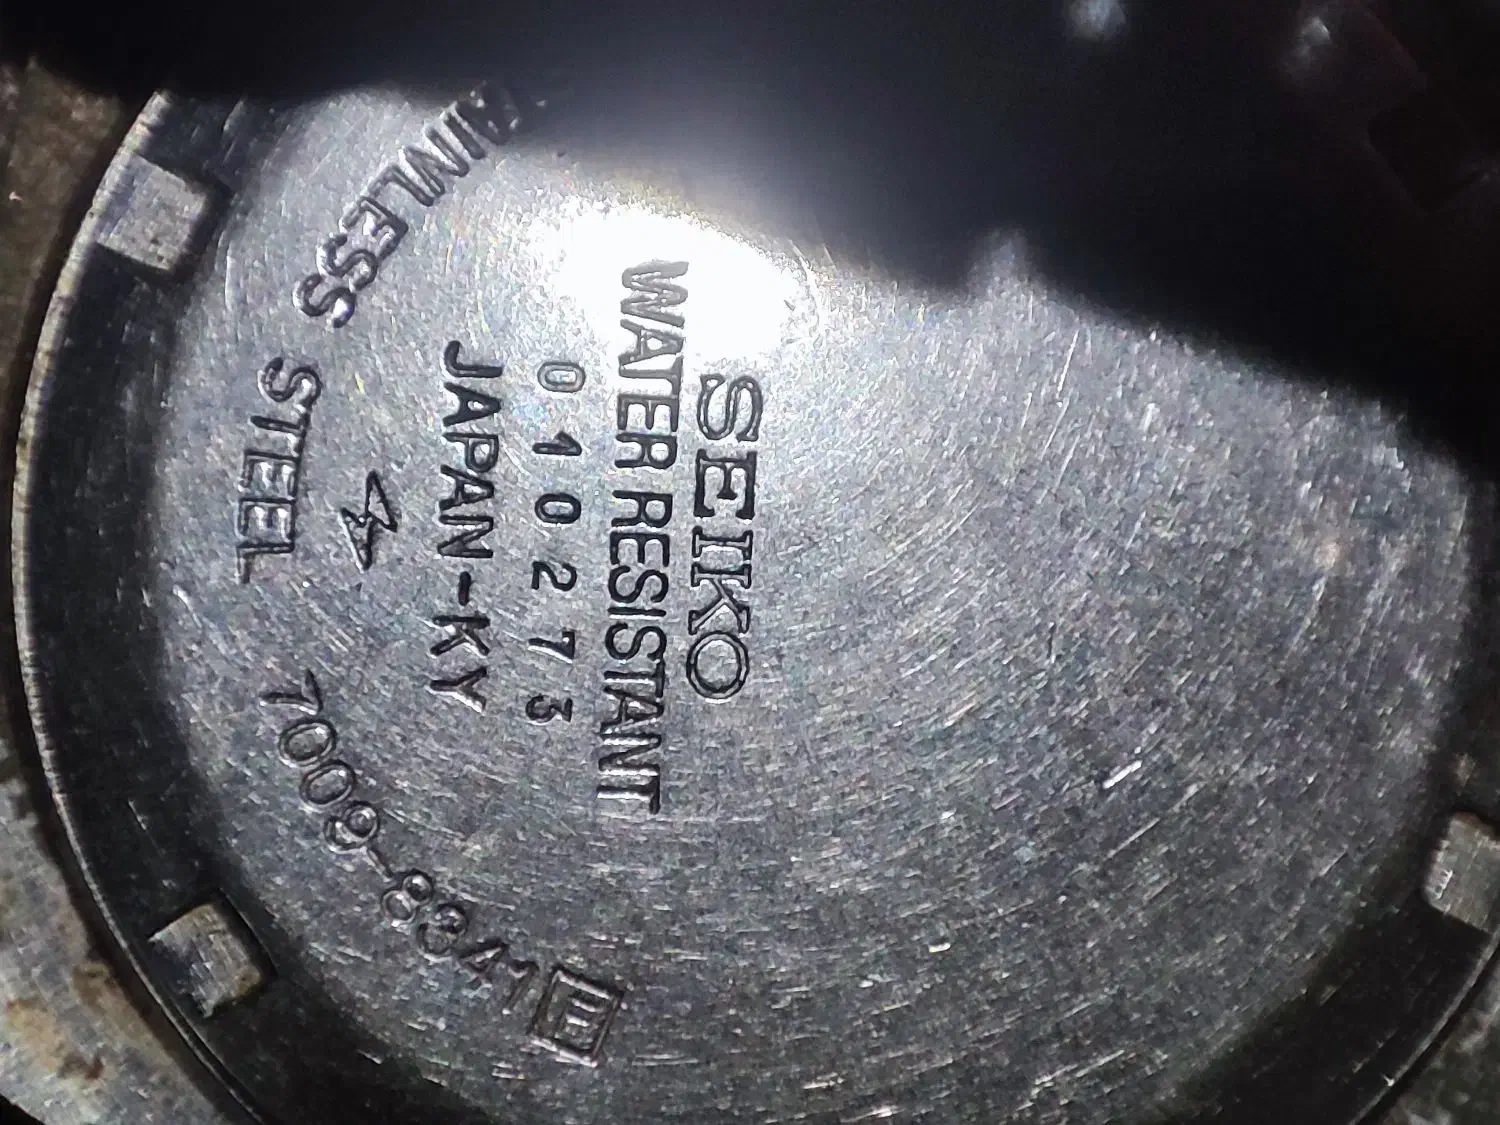 SEIKO
WATER RESISTANT
010273
JAPAN-KY
STEEL
7009-8341